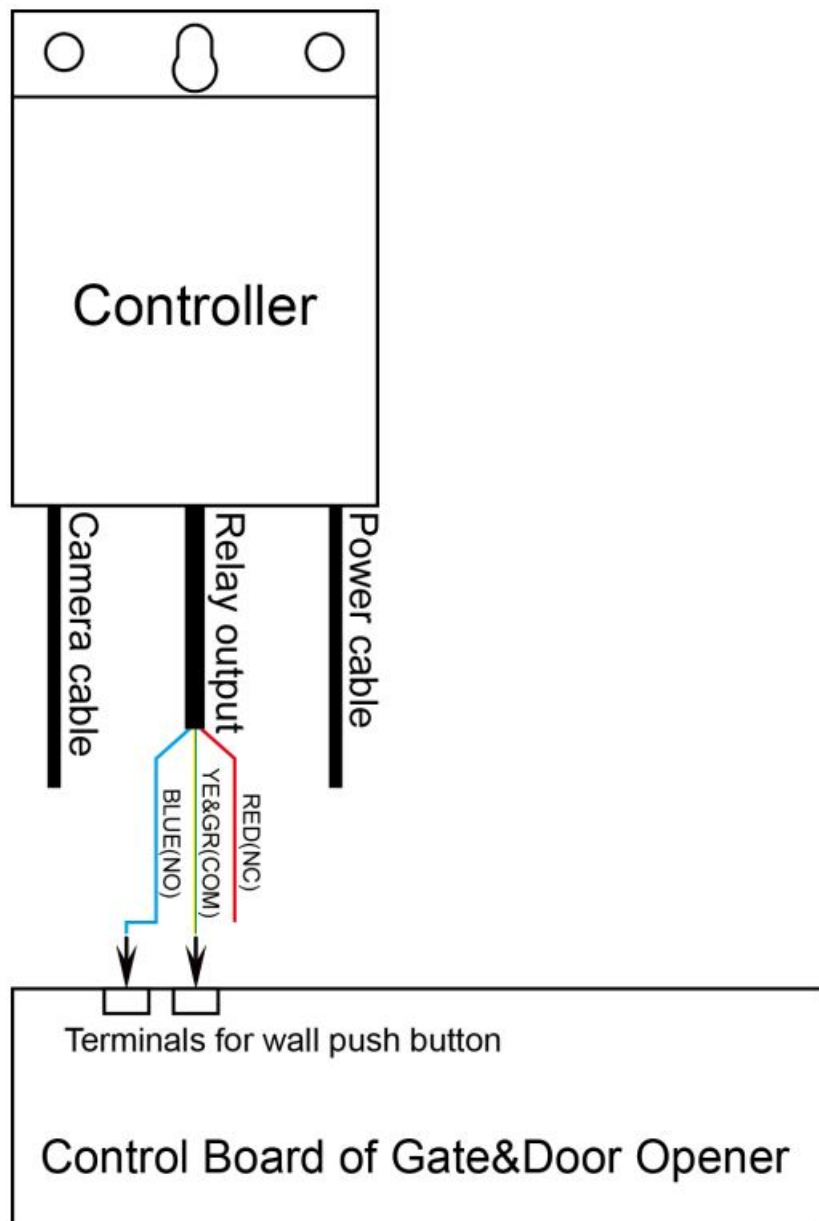 Controller
Camera cable
Relay output
Power cable
BLUE(NO)
YE&GR(COM)
RED(NC)
Terminals for wall push button
Control Board of Gate&Door Opener